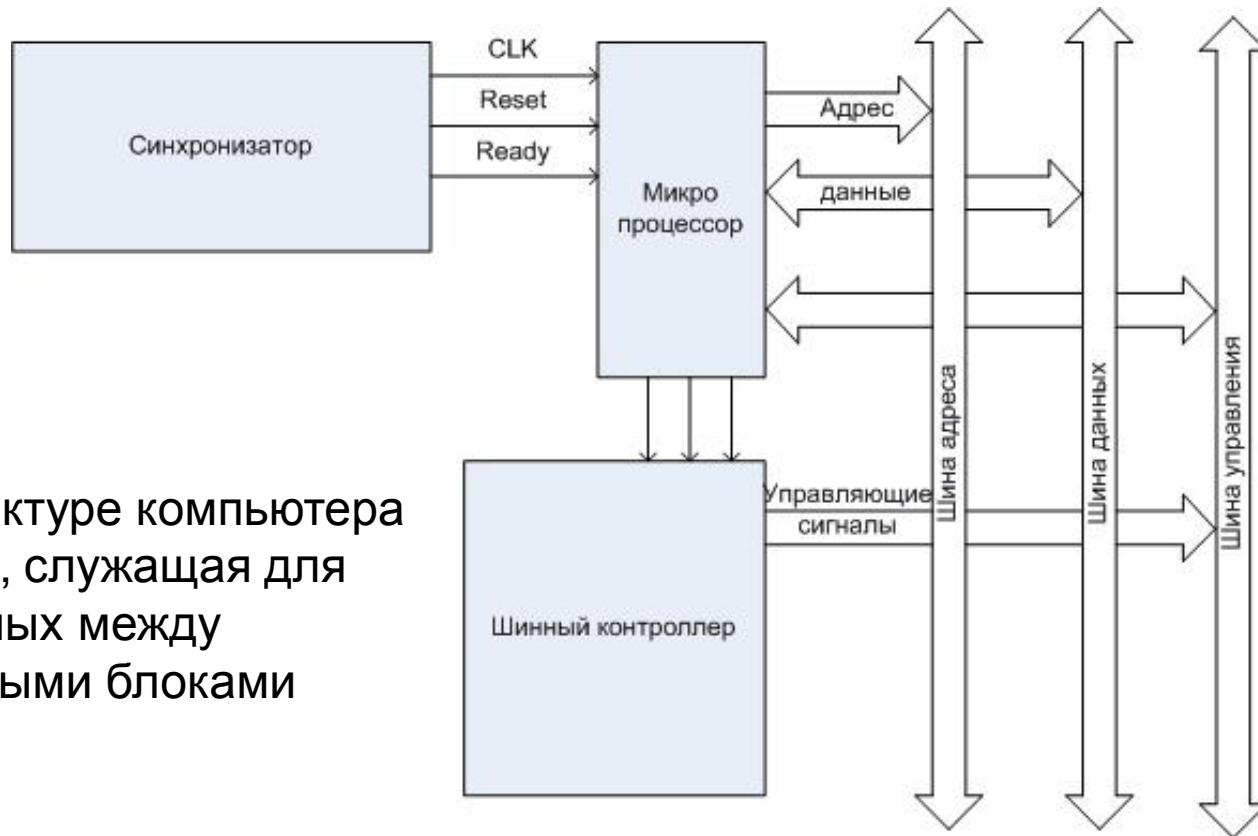 CLK
Reset
Ready
Синхронизатор
Микро
процессор
Адрес
данные
Шина адреса
Шина данных
Шина управления
Управляющие
сигналы
Шинный контроллер
ктуре компьютера
, служащая для
ных между
ыми блоками